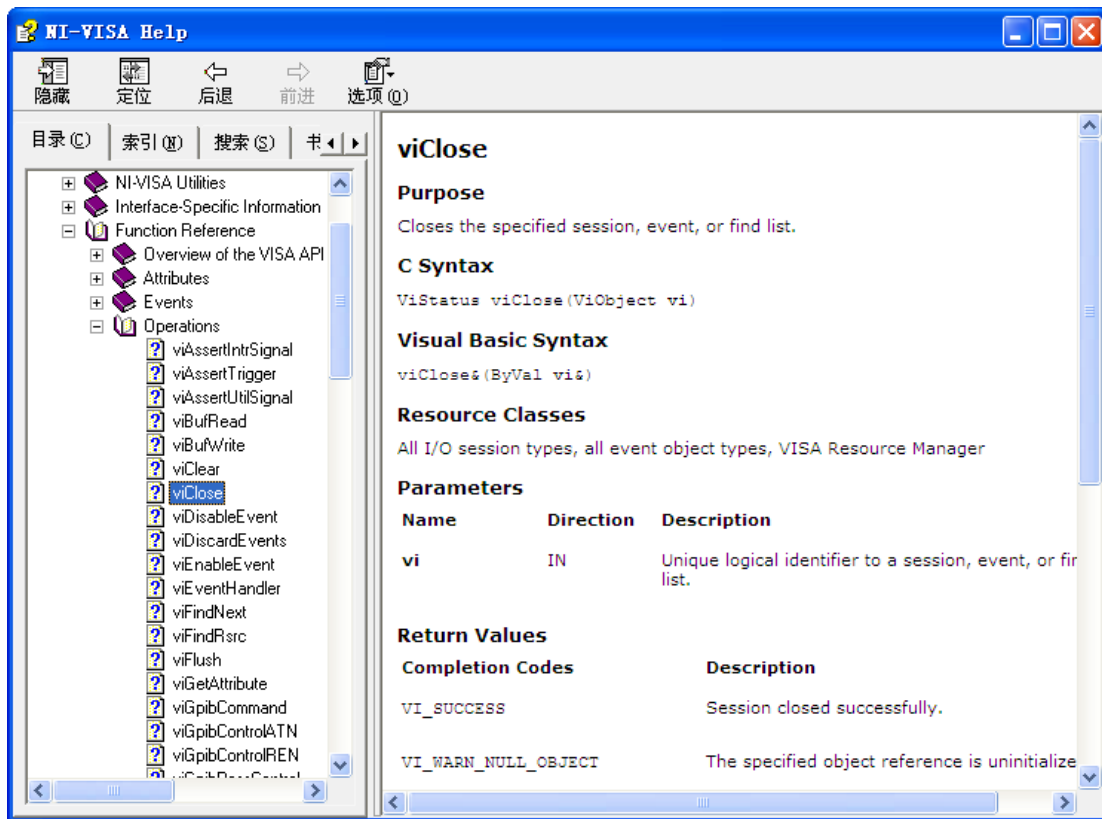 NI-VISA Help
隐藏 定位 后退 前进 选项(O)
目录(C) 索引(N) 搜索(S) 书
NI-VISA Utilities
Interface-Specific Information
Function Reference
Overview of the VISA API
Attributes
Events
Operations
viAssertIntrSignal
viAssertTrigger
viAssertUtilSignal
viBufRead
viBufWrite
viClear
viClose
viDisableEvent
viDiscardEvents
viEnableEvent
viEventHandler
viFindNext
viFindRsrc
viFlush
viGetAttribute
viGpibCommand
viGpibControlATN
viGpibControlREN
viClose
Purpose
Closes the specified session, event, or find list.
C Syntax
ViStatus viClose(ViObject vi)
Visual Basic Syntax
viClose&(ByVal vi&)
Resource Classes
All I/O session types, all event object types, VISA Resource Manager
Parameters
Name Direction Description
vi IN Unique logical identifier to a session, event, or fin
list.
Return Values
Completion Codes Description
VI_SUCCESS Session closed successfully.
VI_WARN_NULL_OBJECT The specified object reference is uninitialize